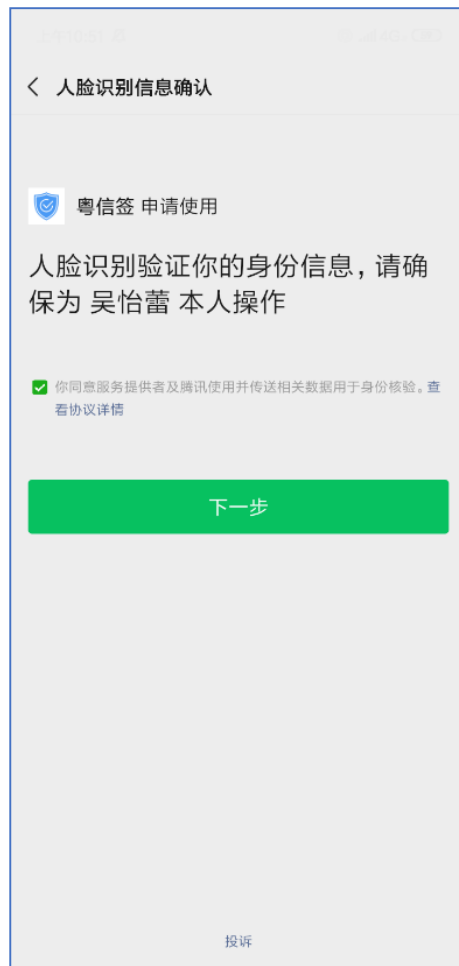 人脸识别信息确认
粤信签 申请使用
人脸识别验证你的身份信息，请确
保为 吴怡蕾 本人操作
你同意服务提供者及腾讯使用并传送相关数据用于身份核验。查
看协议详情
下一步
投诉